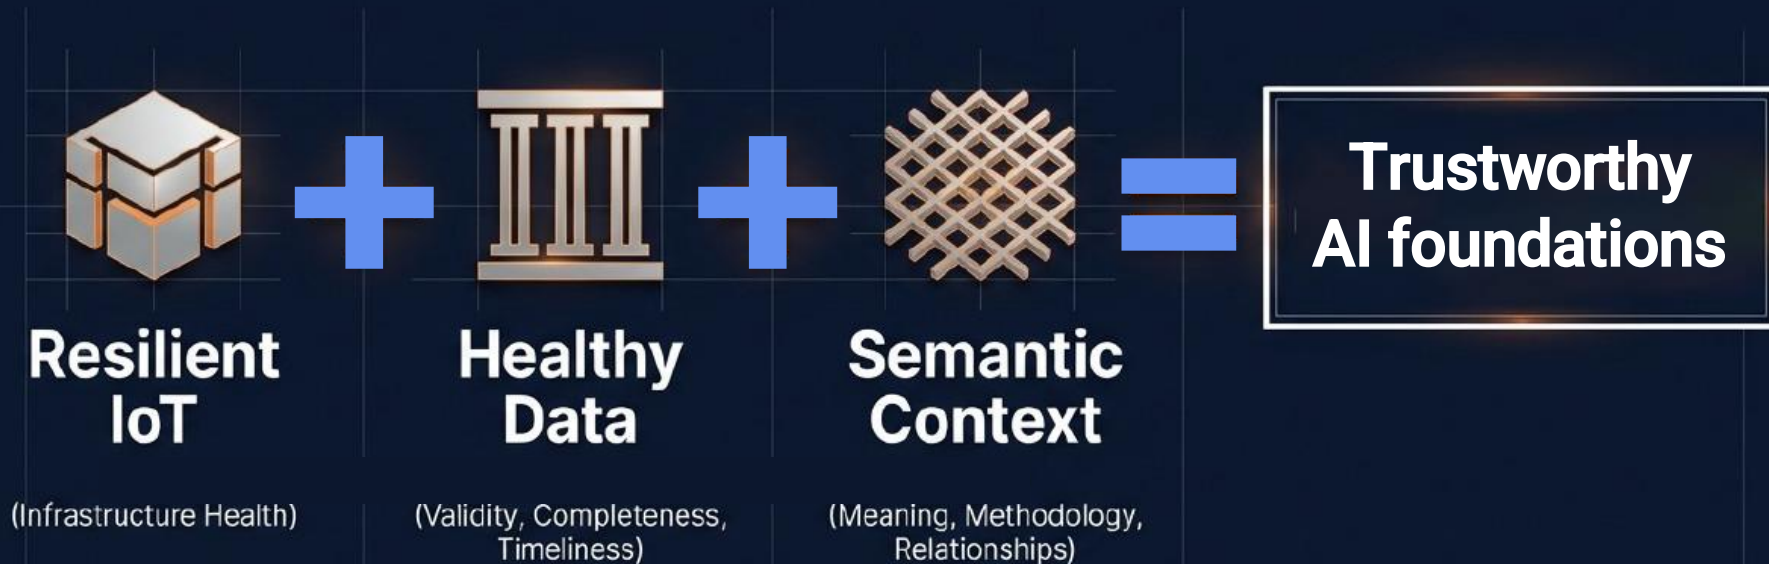 Resilient
IoT
(Infrastructure Health)
Healthy
Data
(Validity, Completeness,
Timeliness)
Semantic
Context
(Meaning, Methodology,
Relationships)
Trustworthy
AI foundations